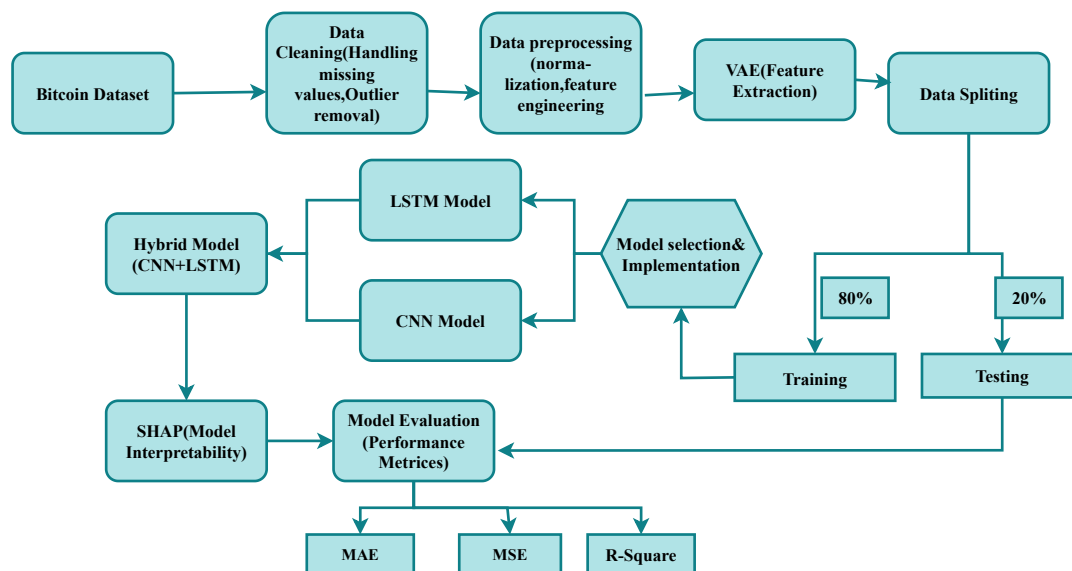 Bitcoin Dataset
Data
Cleaning(Handling
missing
values,Outlier
removal)
Data preprocessing
(norma-
lization,feature
engineering
VAE(Feature
Extraction)
Data Spliting
LSTM Model
Hybrid Model
(CNN+LSTM)
Model selection&
Implementation
CNN Model
80%
20%
Training
Testing
SHAP(Model
Interpretability)
Model Evaluation
(Performance
Metrices)
MAE
MSE
R-Square